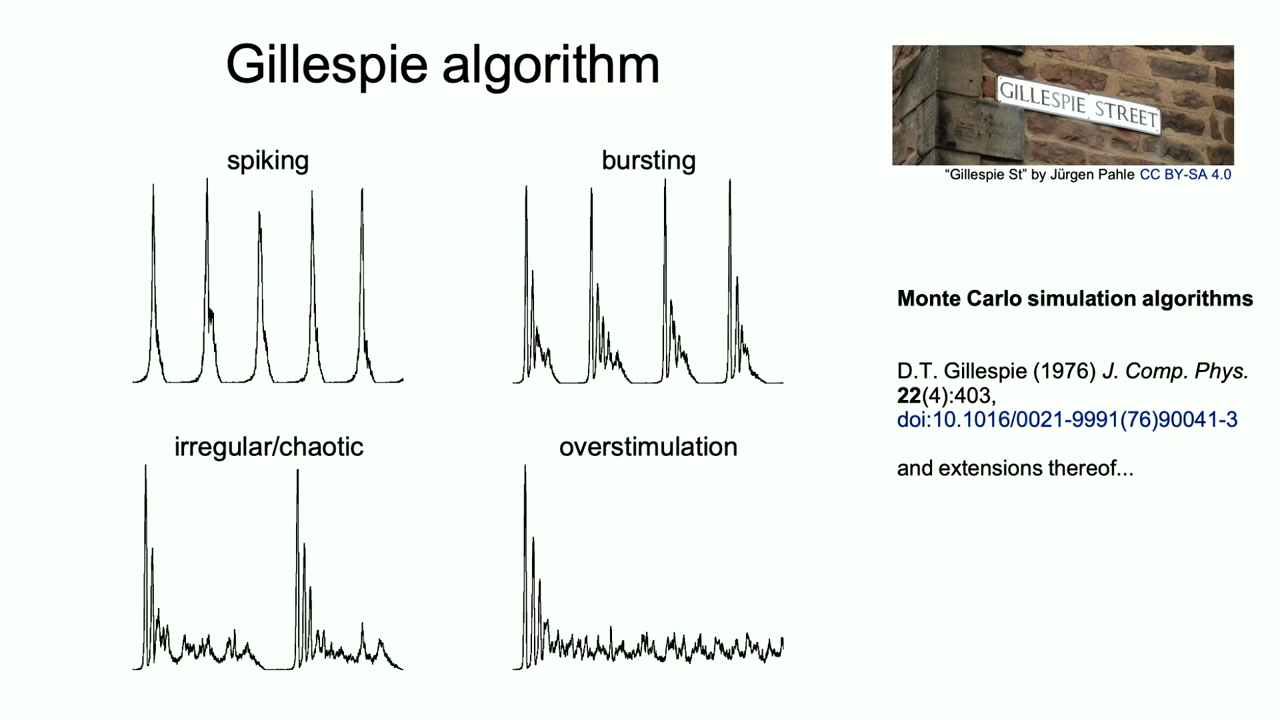 Gillespie algorithm
GILLESPIE STREET
“Gillespie St” by Jürgen Pahle CC BY-SA 4.0
spiking
bursting
irregular/chaotic
overstimulation
Monte Carlo simulation algorithms
D.T. Gillespie (1976) J. Comp. Phys.
22(4):403,
doi:10.1016/0021-9991(76)90041-3
and extensions thereof...